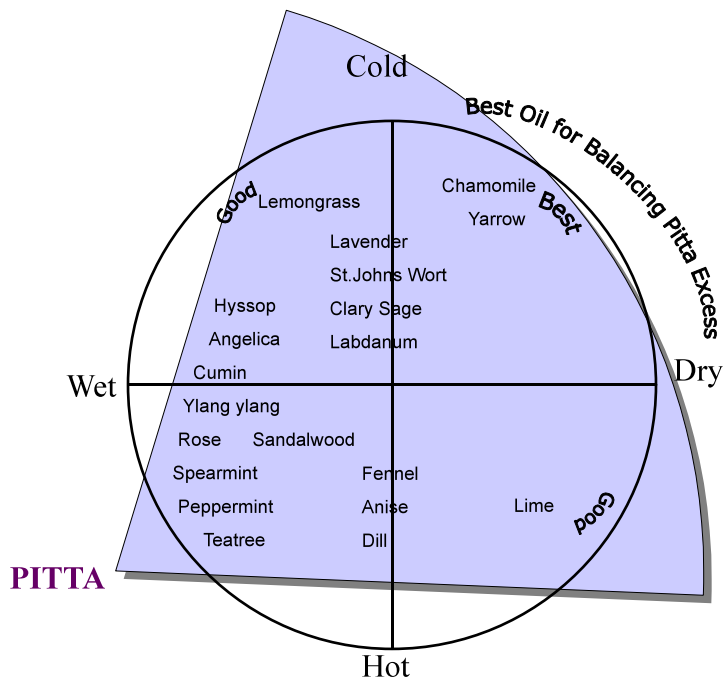 Cold
Best Oil for Balancing Pitta Excess
Good
Best
Chamomile
Lemongrass
Yarrow
Lavender
St.Johns Wort
Hyssop
Clary Sage
Angelica
Labdanum
Cumin
Wet
Dry
Ylang ylang
Rose
Sandalwood
Spearmint
Fennel
Peppermint
Anise
Lime
Good
Teatree
Dill
PITTA
Hot